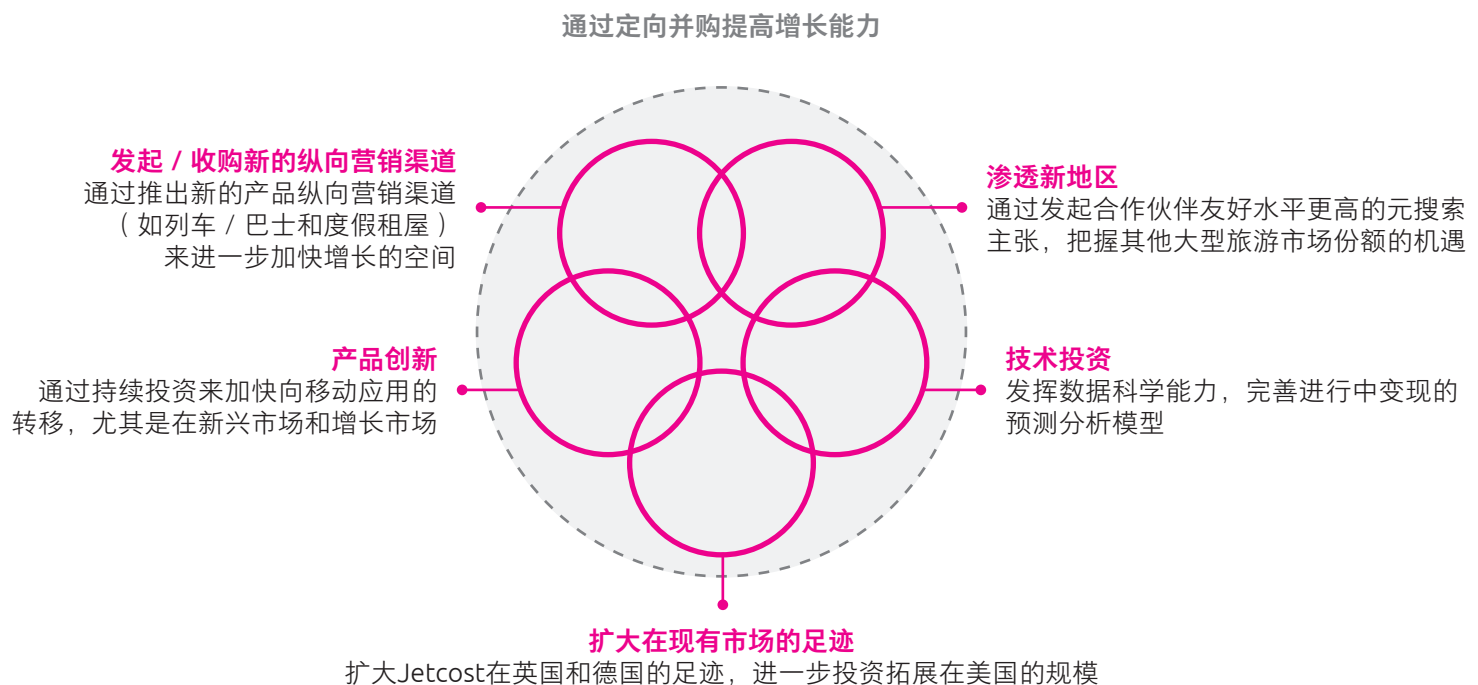 通过定向并购提高增长能力
发起 / 收购新的纵向营销渠道
通过推出新的产品纵向营销渠道
（如列车 / 巴士和度假租屋）
来进一步加快增长的空间
渗透新地区
通过发起合作伙伴友好水平更高的元搜索
主张，把握其他大型旅游市场份额的机遇
产品创新
通过持续投资来加快向移动应用的
转移，尤其是在新兴市场和增长市场
技术投资
发挥数据科学能力，完善进行中变现的
预测分析模型
扩大在现有市场的足迹
扩大Jetcost在英国和德国的足迹，进一步投资拓展在美国的规模